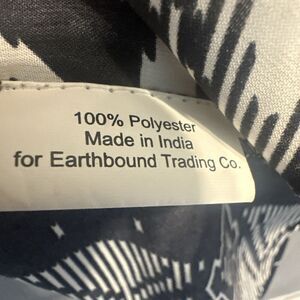 100% Polyester
Made in India
for Earthbound Trading Co.